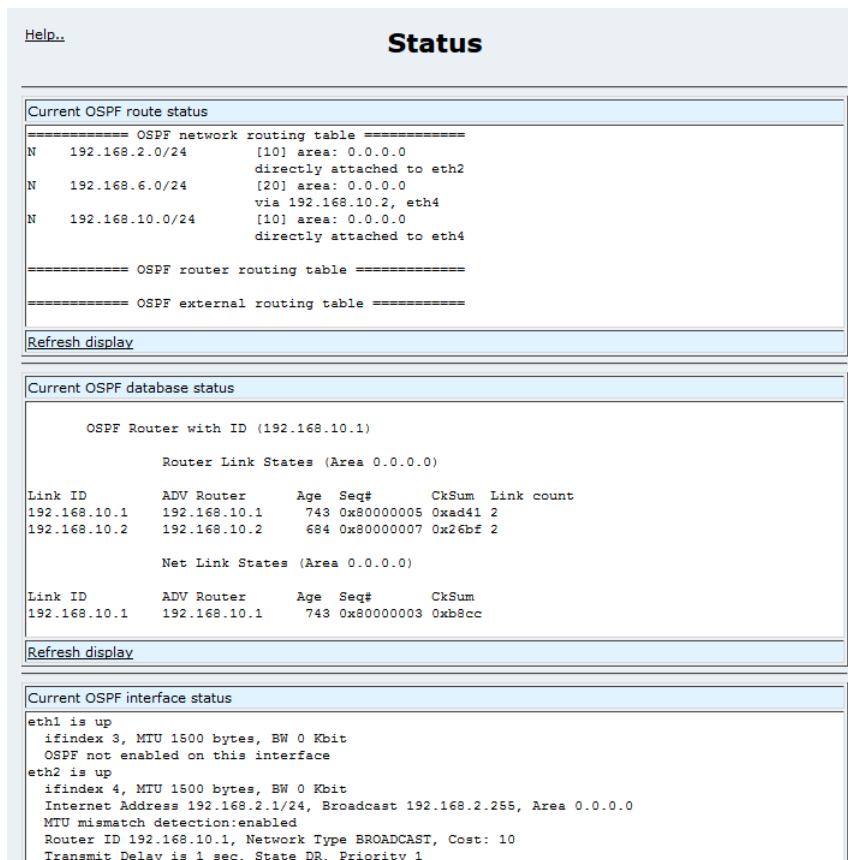 Help..
Status
Current OSPF route status
============ OSPF network routing table ============
N    192.168.2.0/24        [10] area: 0.0.0.0
                           directly attached to eth2
N    192.168.6.0/24        [20] area: 0.0.0.0
                           via 192.168.10.2, eth4
N    192.168.10.0/24       [10] area: 0.0.0.0
                           directly attached to eth4
============ OSPF router routing table =============
============ OSPF external routing table ===========
Refresh display
Current OSPF database status
       OSPF Router with ID (192.168.10.1)
                Router Link States (Area 0.0.0.0)
Link ID         ADV Router      Age  Seq#       CkSum  Link count
192.168.10.1    192.168.10.1     743 0x80000005 0xad41 2
192.168.10.2    192.168.10.2     684 0x80000007 0x26bf 2
                Net Link States (Area 0.0.0.0)
Link ID         ADV Router      Age  Seq#       CkSum
192.168.10.1    192.168.10.1     743 0x80000003 0xb8cc
Refresh display
Current OSPF interface status
eth1 is up
  ifindex 3, MTU 1500 bytes, BW 0 Kbit
  OSPF not enabled on this interface
eth2 is up
  ifindex 4, MTU 1500 bytes, BW 0 Kbit
  Internet Address 192.168.2.1/24, Broadcast 192.168.2.255, Area 0.0.0.0
  MTU mismatch detection:enabled
  Router ID 192.168.10.1, Network Type BROADCAST, Cost: 10
  Transmit Delay is 1 sec, State DR, Priority 1